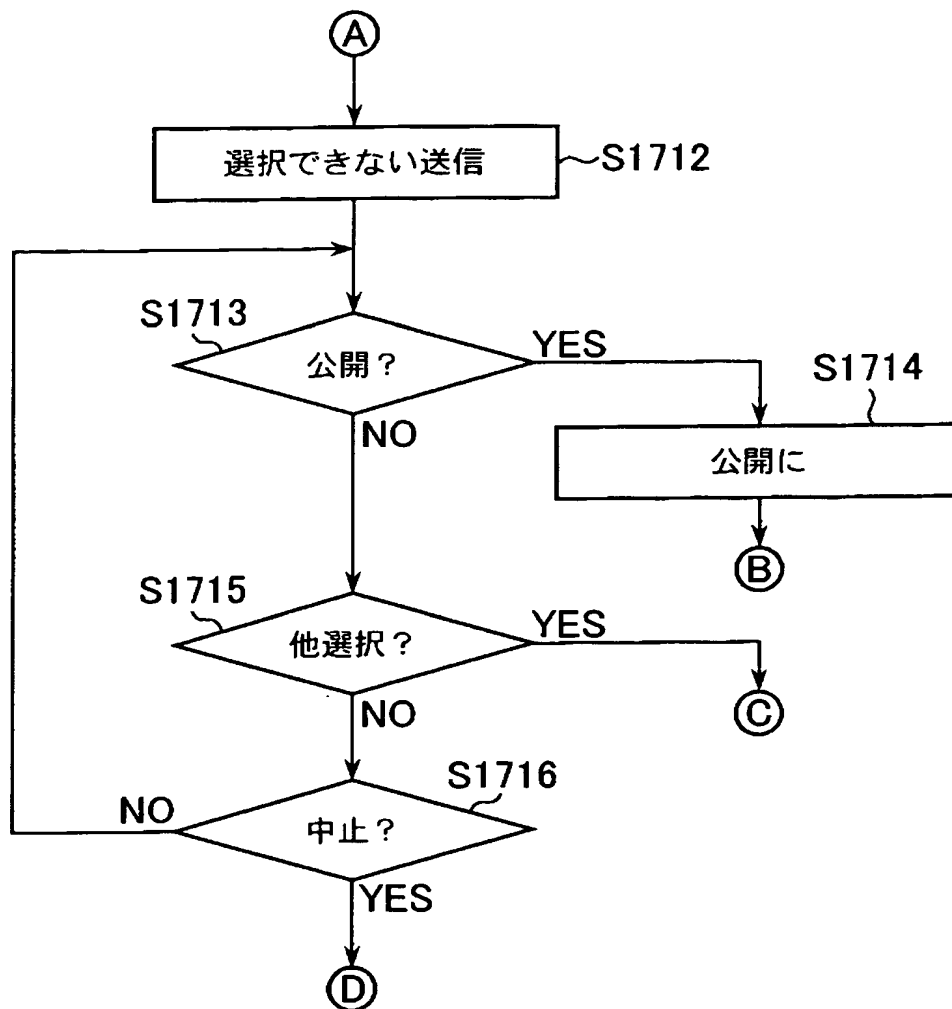 A
選択できない送信
S1712
S1713
公開?
YES
NO
S1714
公開に
B
S1715
他選択?
YES
NO
C
S1716
中止?
NO
YES
D